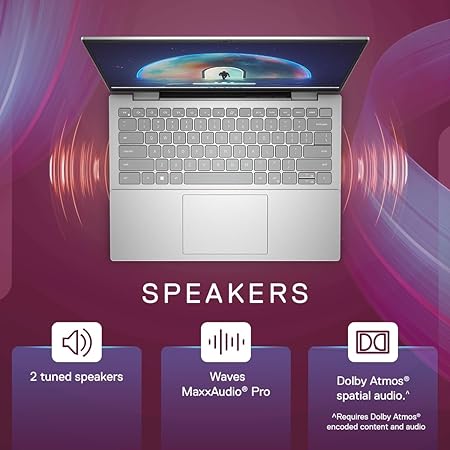 SPEAKERS
2 tuned speakers
Waves
MaxxAudio® Pro
Dolby Atmos®
spatial audio.^
^Requires Dolby Atmos®
encoded content and audio